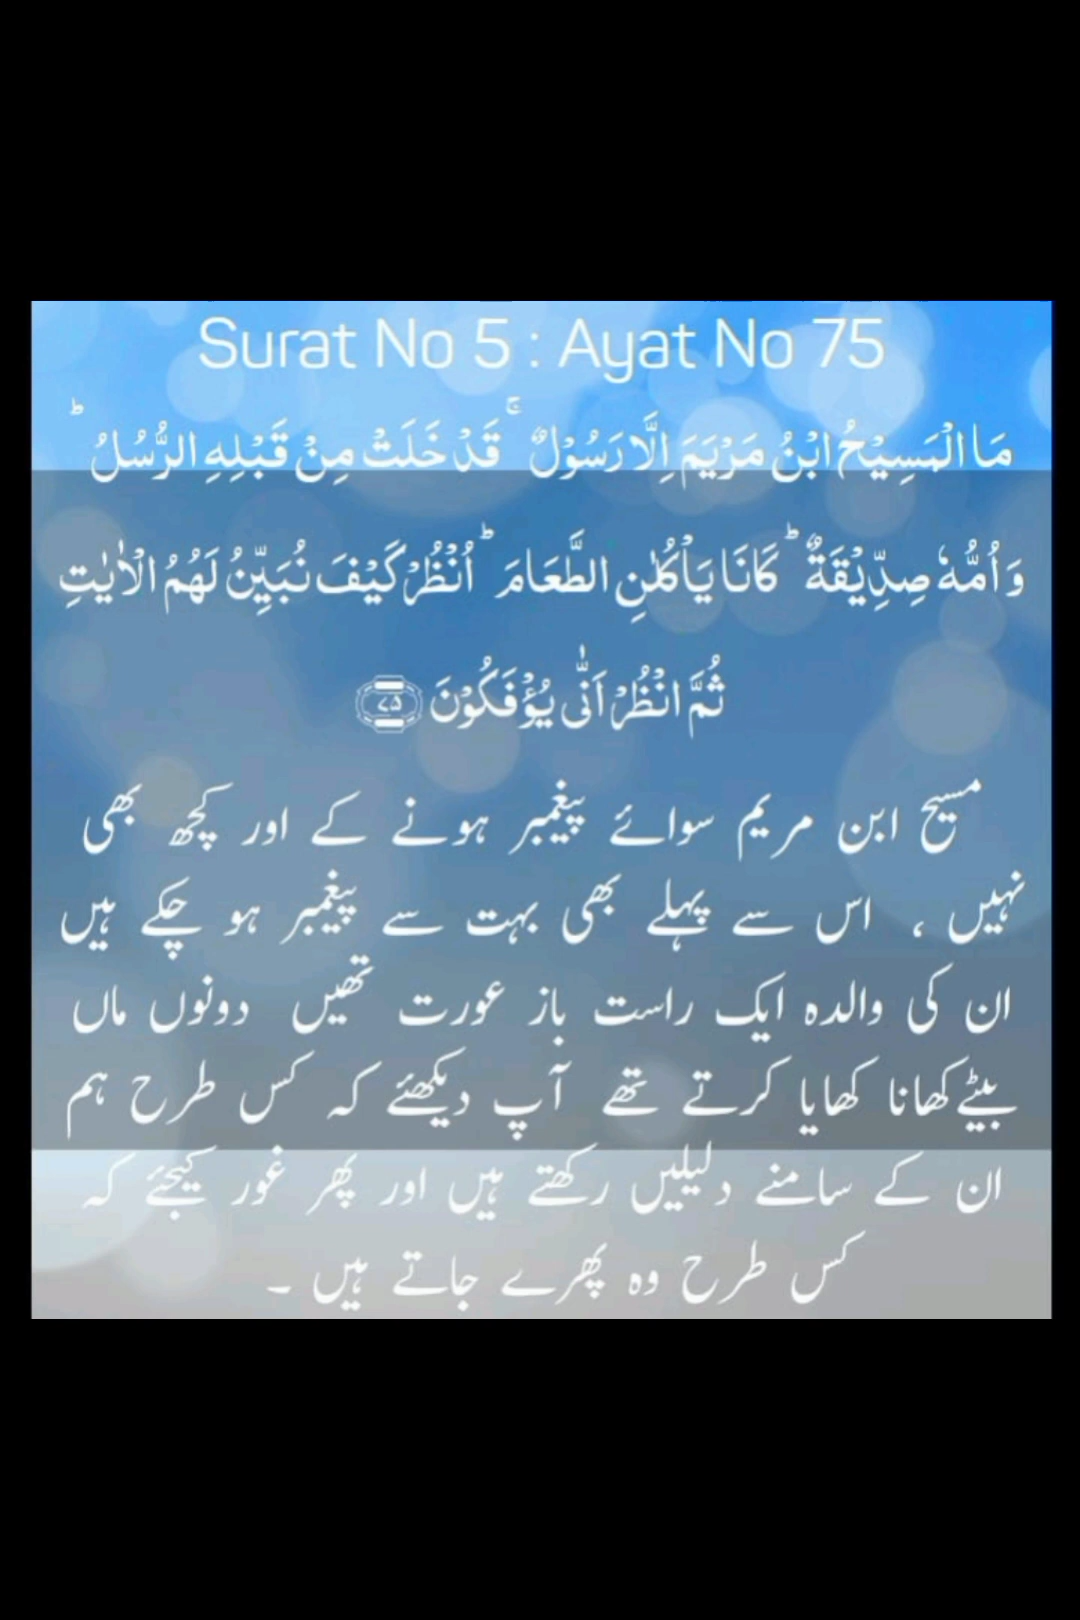 Surat No 5 : Ayat No 75
مَا الْمَسِيْحُ ابْنُ مَرْيَمَ اِلَّا رَسُوْلٌ ۚ قَدْ خَلَتْ مِنْ قَبْلِهِ الرُّسُلُ ؕ
وَ اُمُّهٗ صِدِّيْقَةٌ ؕ كَانَا يَاْكُلٰنِ الطَّعَامَ ؕ اُنْظُرْ كَيْفَ نُبَيِّنُ لَهُمُ الْاٰيٰتِ
ثُمَّ انْظُرْ اَنّٰى يُؤْفَكُوْنَ ﴿۷۵﴾
مسیح ابن مریم سوائے پیغمبر ہونے کے اور کچھ بھی
نہیں ، اس سے پہلے بھی بہت سے پیغمبر ہو چکے ہیں
ان کی والدہ ایک راست باز عورت تھیں دونوں ماں
بیٹے کھانا کھایا کرتے تھے آپ دیکھئے کہ کس طرح ہم
ان کے سامنے دلیلیں رکھتے ہیں اور پھر غور کیجئے کہ
کس طرح وہ پھرے جاتے ہیں ۔